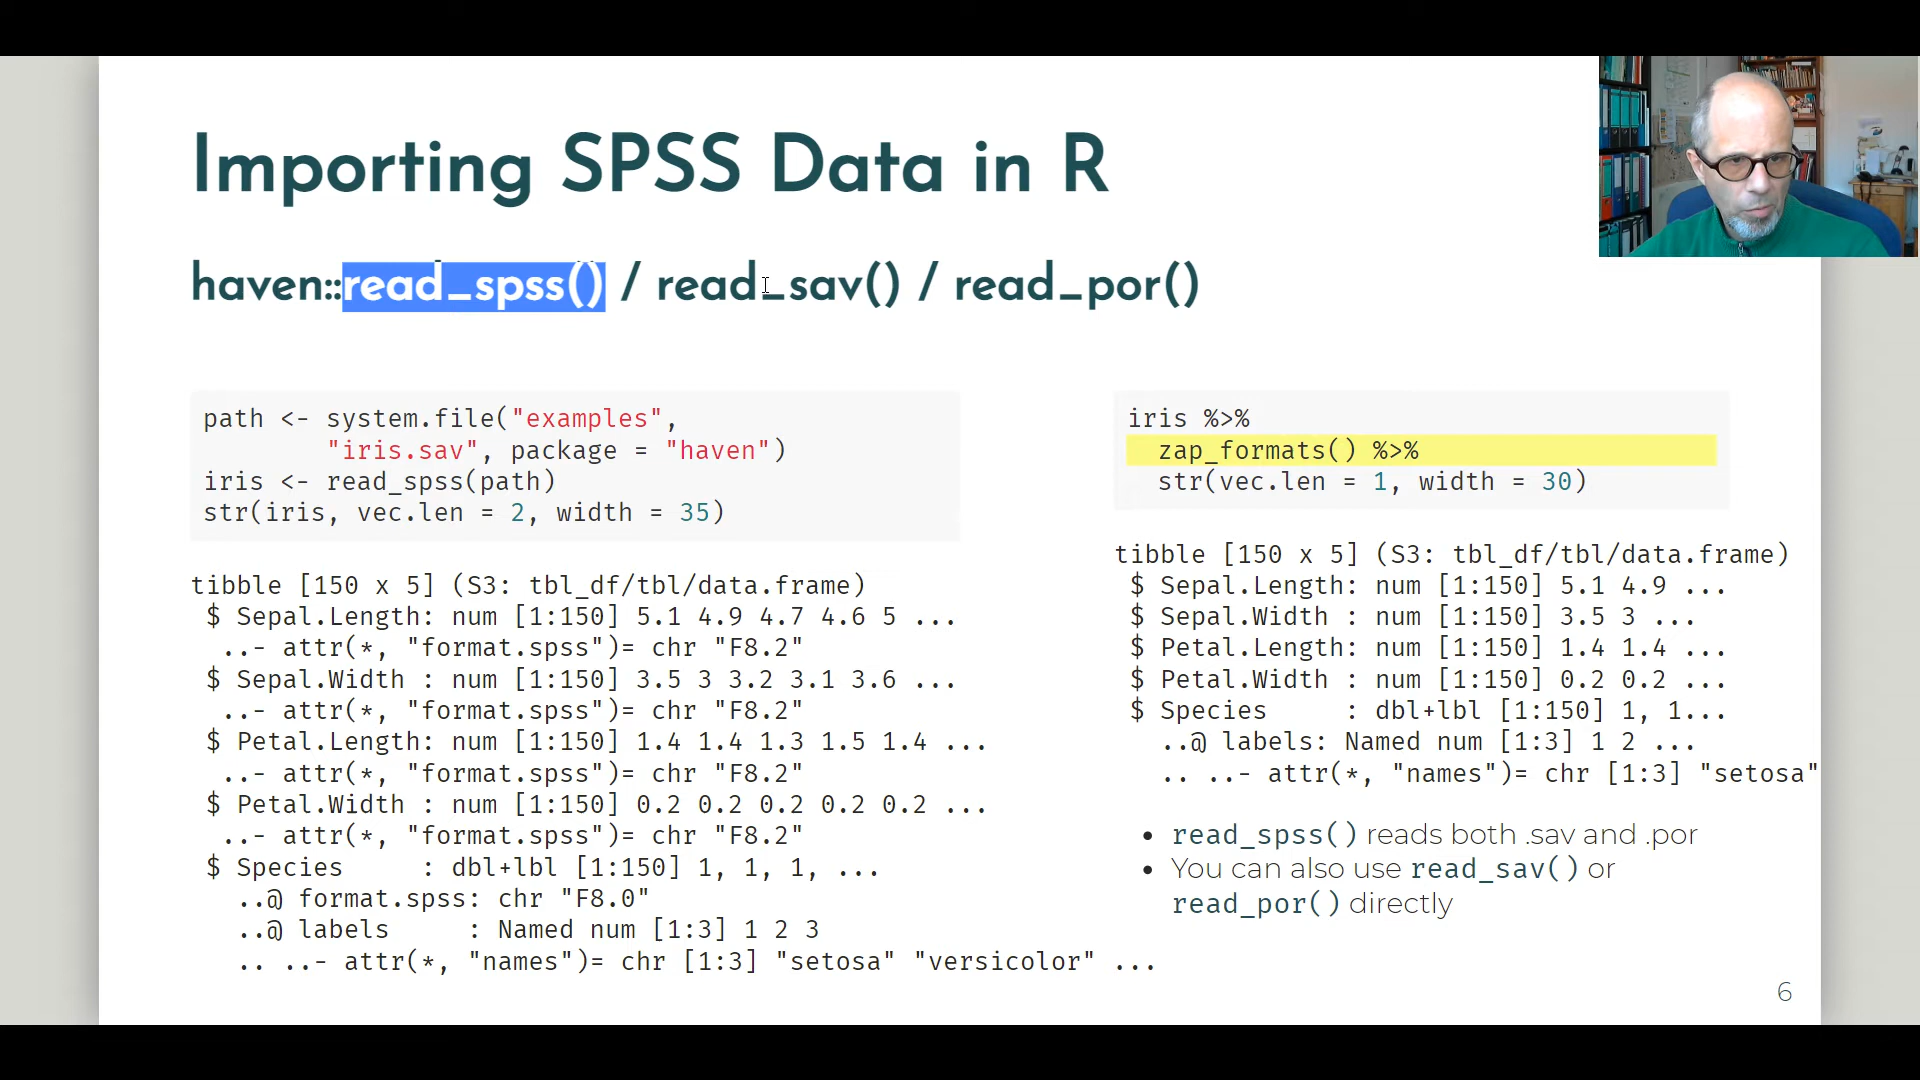 Importing SPSS Data in R
haven::read_spss() / read_sav() / read_por()
path <- system.file("examples",
"iris.sav", package = "haven")
iris <- read_spss(path)
str(iris, vec.len = 2, width = 35)
tibble [150 x 5] (S3: tbl_df/tbl/data.frame)
$ Sepal.Length: num [1:150] 5.1 4.9 4.7 4.6 5 ...
..- attr(*, "format.spss")= chr "F8.2"
$ Sepal.Width : num [1:150] 3.5 3 3.2 3.1 3.6 ...
..- attr(*, "format.spss")= chr "F8.2"
$ Petal.Length: num [1:150] 1.4 1.4 1.3 1.5 1.4 ...
..- attr(*, "format.spss")= chr "F8.2"
$ Petal.Width : num [1:150] 0.2 0.2 0.2 0.2 0.2 ...
..- attr(*, "format.spss")= chr "F8.2"
$ Species     : dbl+lbl [1:150] 1, 1, 1, ...
..@ format.spss: chr "F8.0"
..@ labels     : Named num [1:3] 1 2 3
.. ..- attr(*, "names")= chr [1:3] "setosa" "versicolor" ...
iris %>%
zap_formats() %>%
str(vec.len = 1, width = 30)
tibble [150 x 5] (S3: tbl_df/tbl/data.frame)
$ Sepal.Length: num [1:150] 5.1 4.9 ...
$ Sepal.Width : num [1:150] 3.5 3 ...
$ Petal.Length: num [1:150] 1.4 1.4 ...
$ Petal.Width : num [1:150] 0.2 0.2 ...
$ Species     : dbl+lbl [1:150] 1, 1...
..@ labels: Named num [1:3] 1 2 ...
.. ..- attr(*, "names")= chr [1:3] "setosa"
• read_spss() reads both .sav and .por
• You can also use read_sav() or
read_por() directly
6